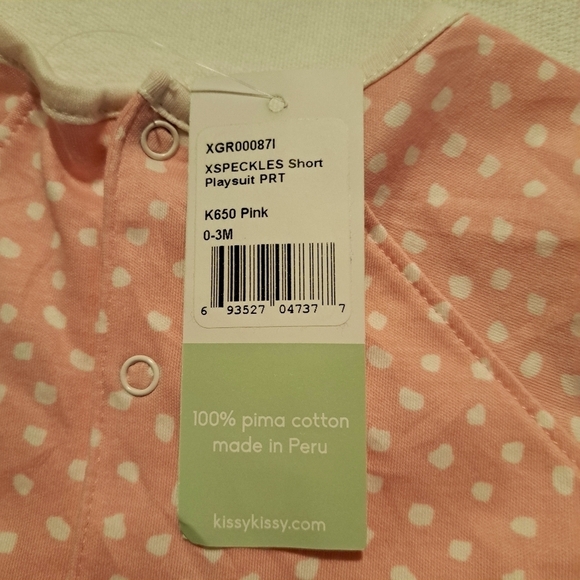 XGR00087I
XSPECKLES Short
Playsuit PRT
K650 Pink
0-3M
6 93527 04737 7
100% pima cotton
made in Peru
kissykissy.com